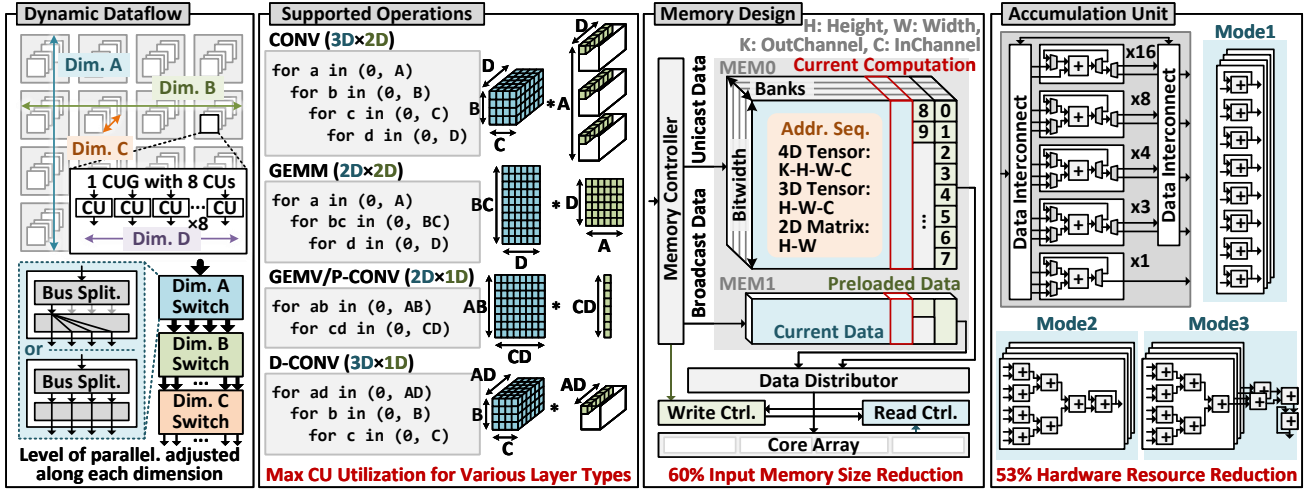 Dynamic Dataflow
Dim. A
Dim. B
Dim. C
1 CUG with 8 CUs
CU CU CU ... CU
×8
Dim. D
Bus Split.
or
Bus Split.
Dim. A
Switch
Dim. B
Switch
...
Dim. C
Switch
...
Level of parallel. adjusted
along each dimension
Supported Operations
CONV (3D×2D)
for a in (0, A)
for b in (0, B)
for c in (0, C)
for d in (0, D)
D
B
C
*
A
D
GEMM (2D×2D)
for a in (0, A)
for bc in (0, BC)
for d in (0, D)
BC
D
*
D
A
GEMV/P-CONV (2D×1D)
for ab in (0, AB)
for cd in (0, CD)
AB
CD
*
CD
D-CONV (3D×1D)
for ad in (0, AD)
for b in (0, B)
for c in (0, C)
AD
B
C
*
AD
Max CU Utilization for Various Layer Types
Memory Design
H: Height, W: Width,
K: OutChannel, C: InChannel
MEM0
Current Computation
Memory Controller
Unicast Data
Broadcast Data
Banks
Bitwidth
Addr. Seq.
4D Tensor:
K-H-W-C
3D Tensor:
H-W-C
2D Matrix:
H-W
8 0
9 1
2
3
4
5
6
7
...
MEM1
Preloaded Data
Current Data
Data Distributor
Write Ctrl.
Read Ctrl.
Core Array
60% Input Memory Size Reduction
Accumulation Unit
Data Interconnect
+
x16
+
x8
+
x4
+
x3
+
x1
Data Interconnect
Mode1
+
+
+
+
+
+
+
+
Mode2
+
+
+
+
+
+
+
+
Mode3
+
+
+
+
+
+
+
+
+
+
+
53% Hardware Resource Reduction